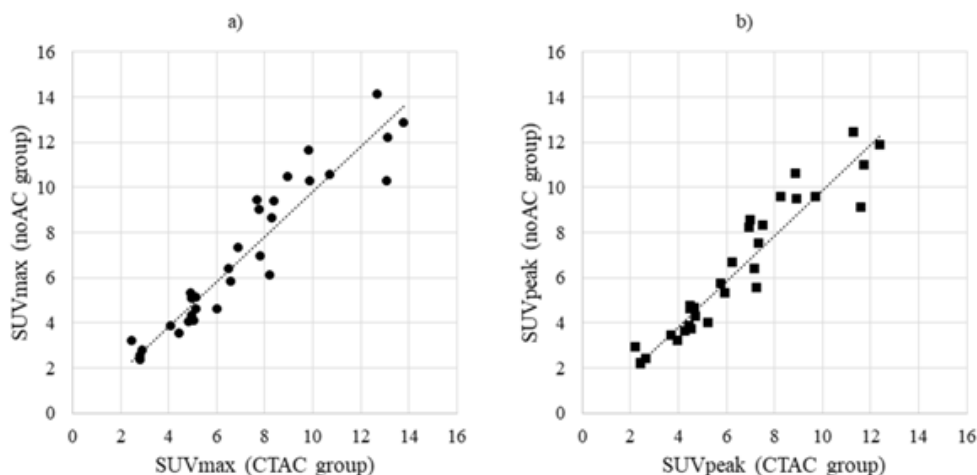 a)
16
14
12
10
8
6
4
2
0
SUVmax (noAC group)
0 2 4 6 8 10 12 14 16
SUVmax (CTAC group)
b)
16
14
12
10
8
6
4
2
0
SUVpeak (noAC group)
0 2 4 6 8 10 12 14 16
SUVpeak (CTAC group)